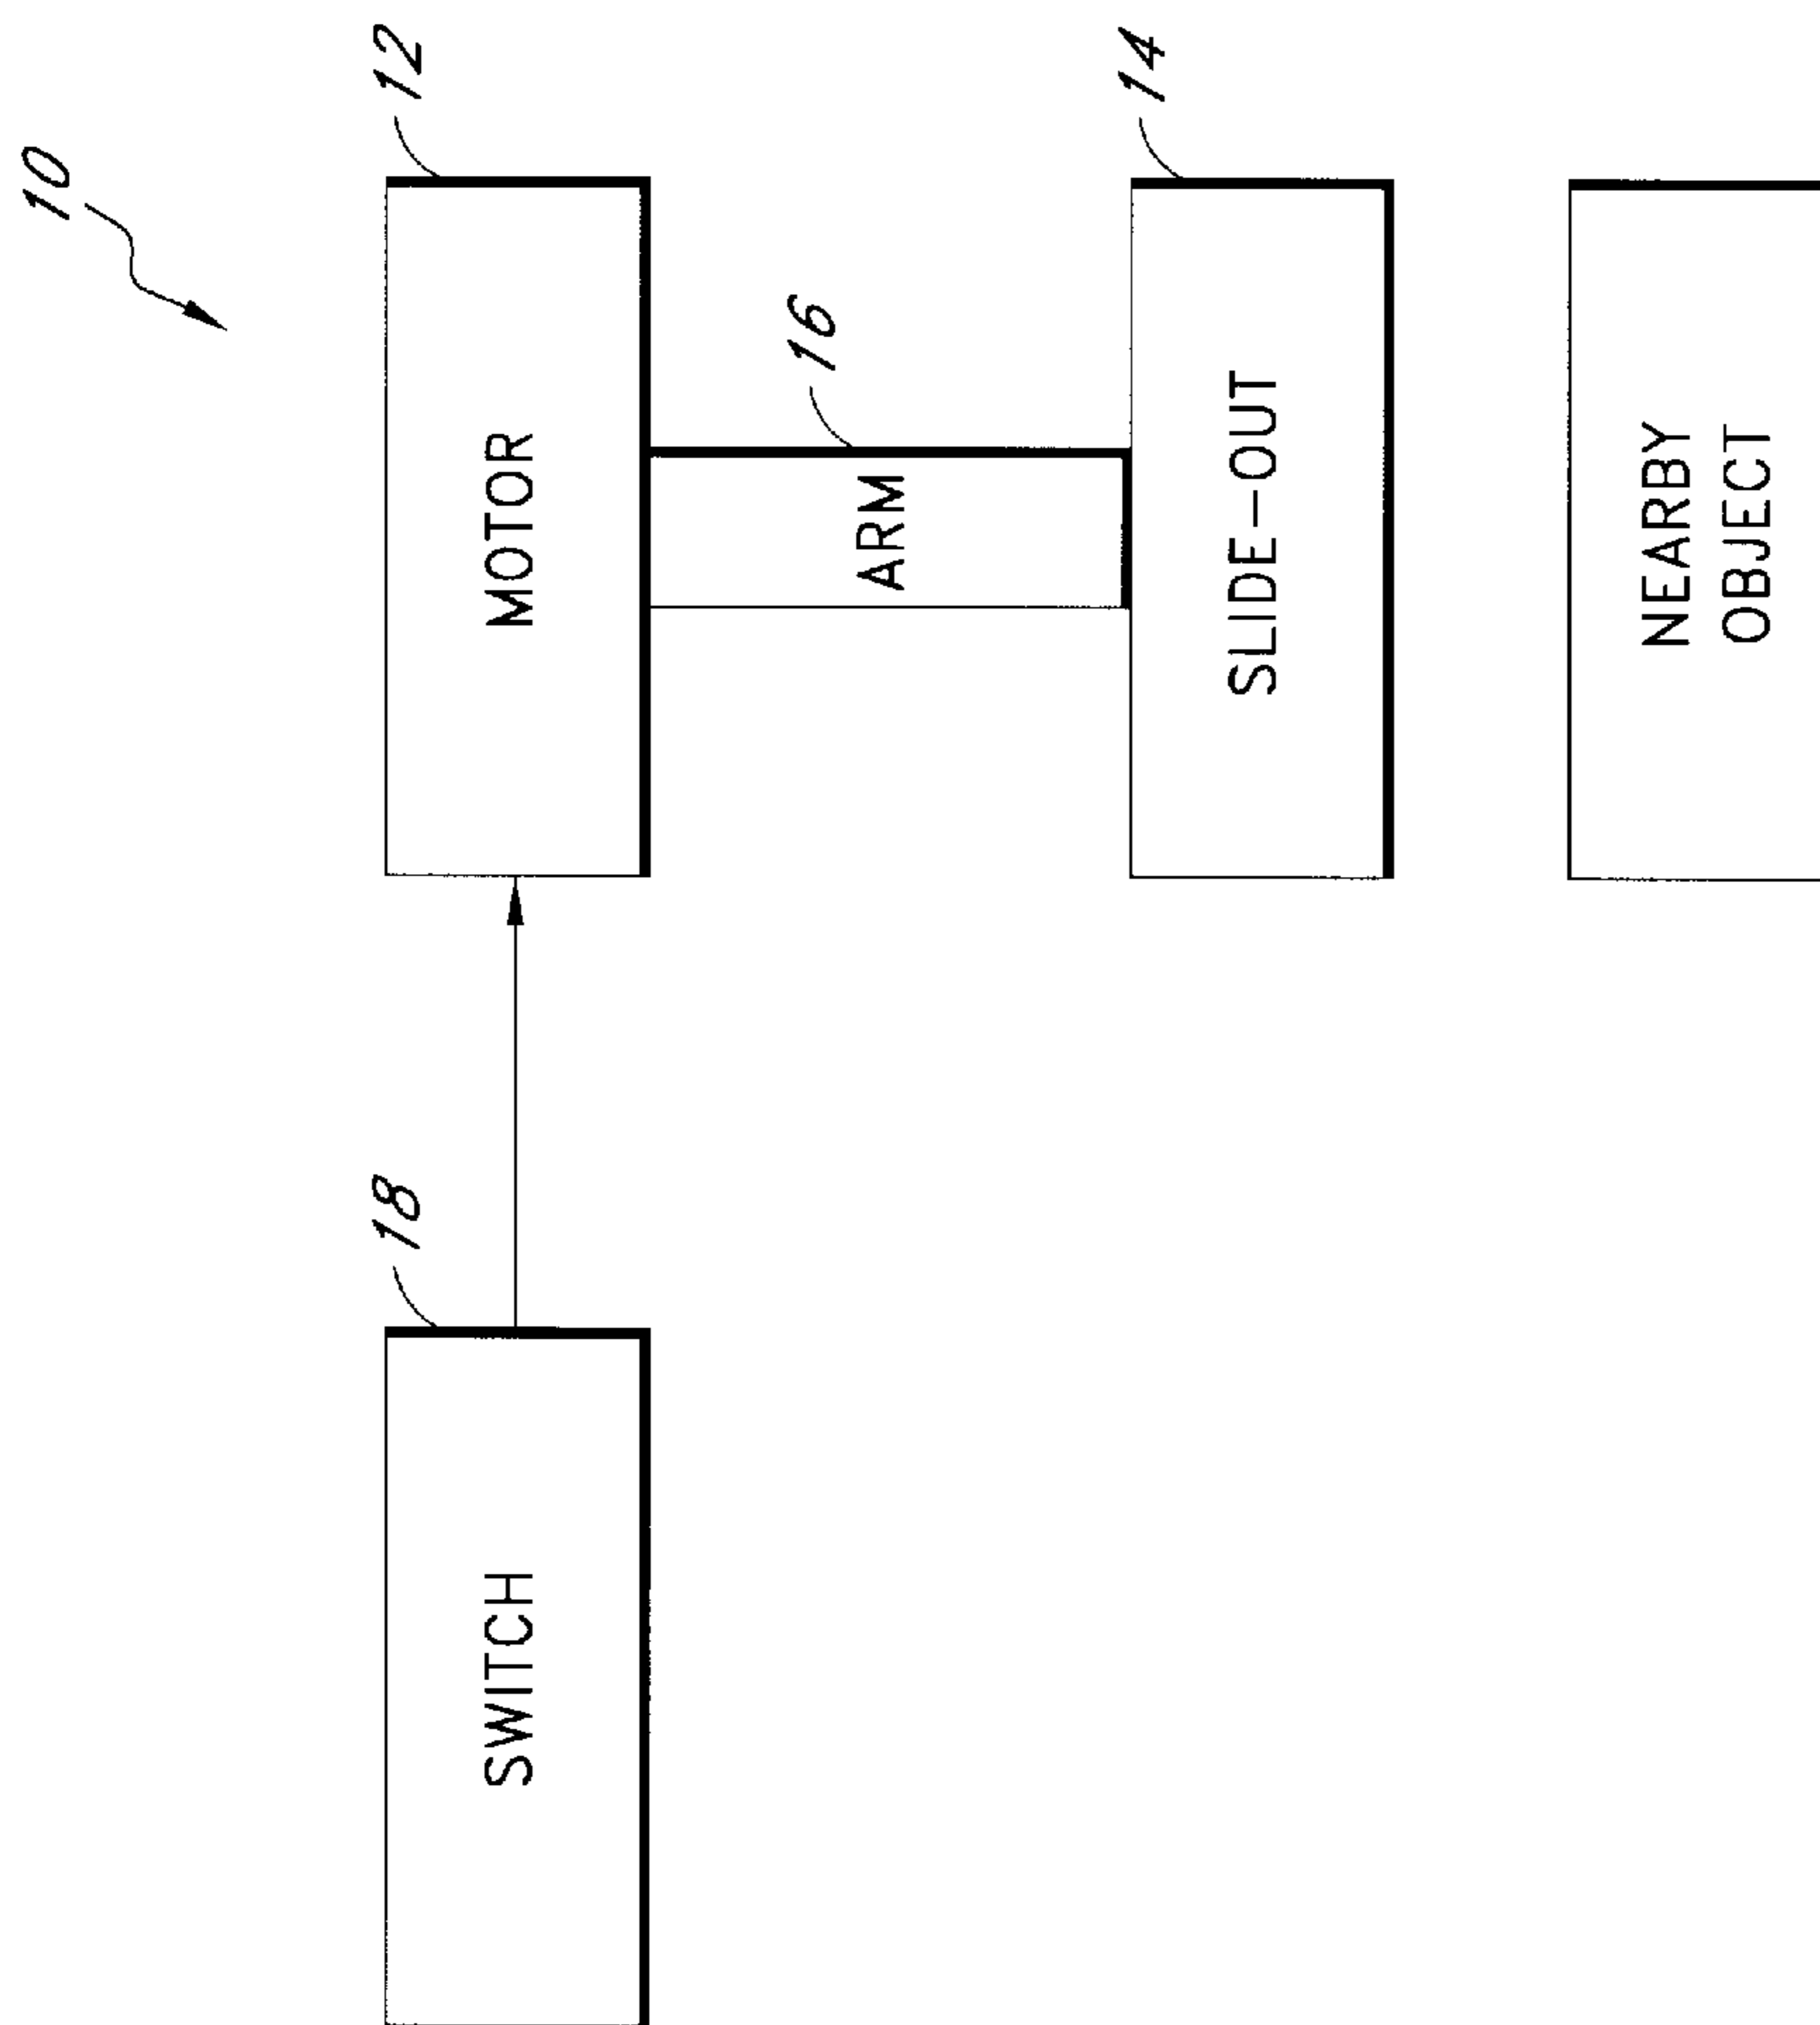 10
18
12
SWITCH
MOTOR
16
ARM
14
SLIDE-OUT
NEARBY
OBJECT